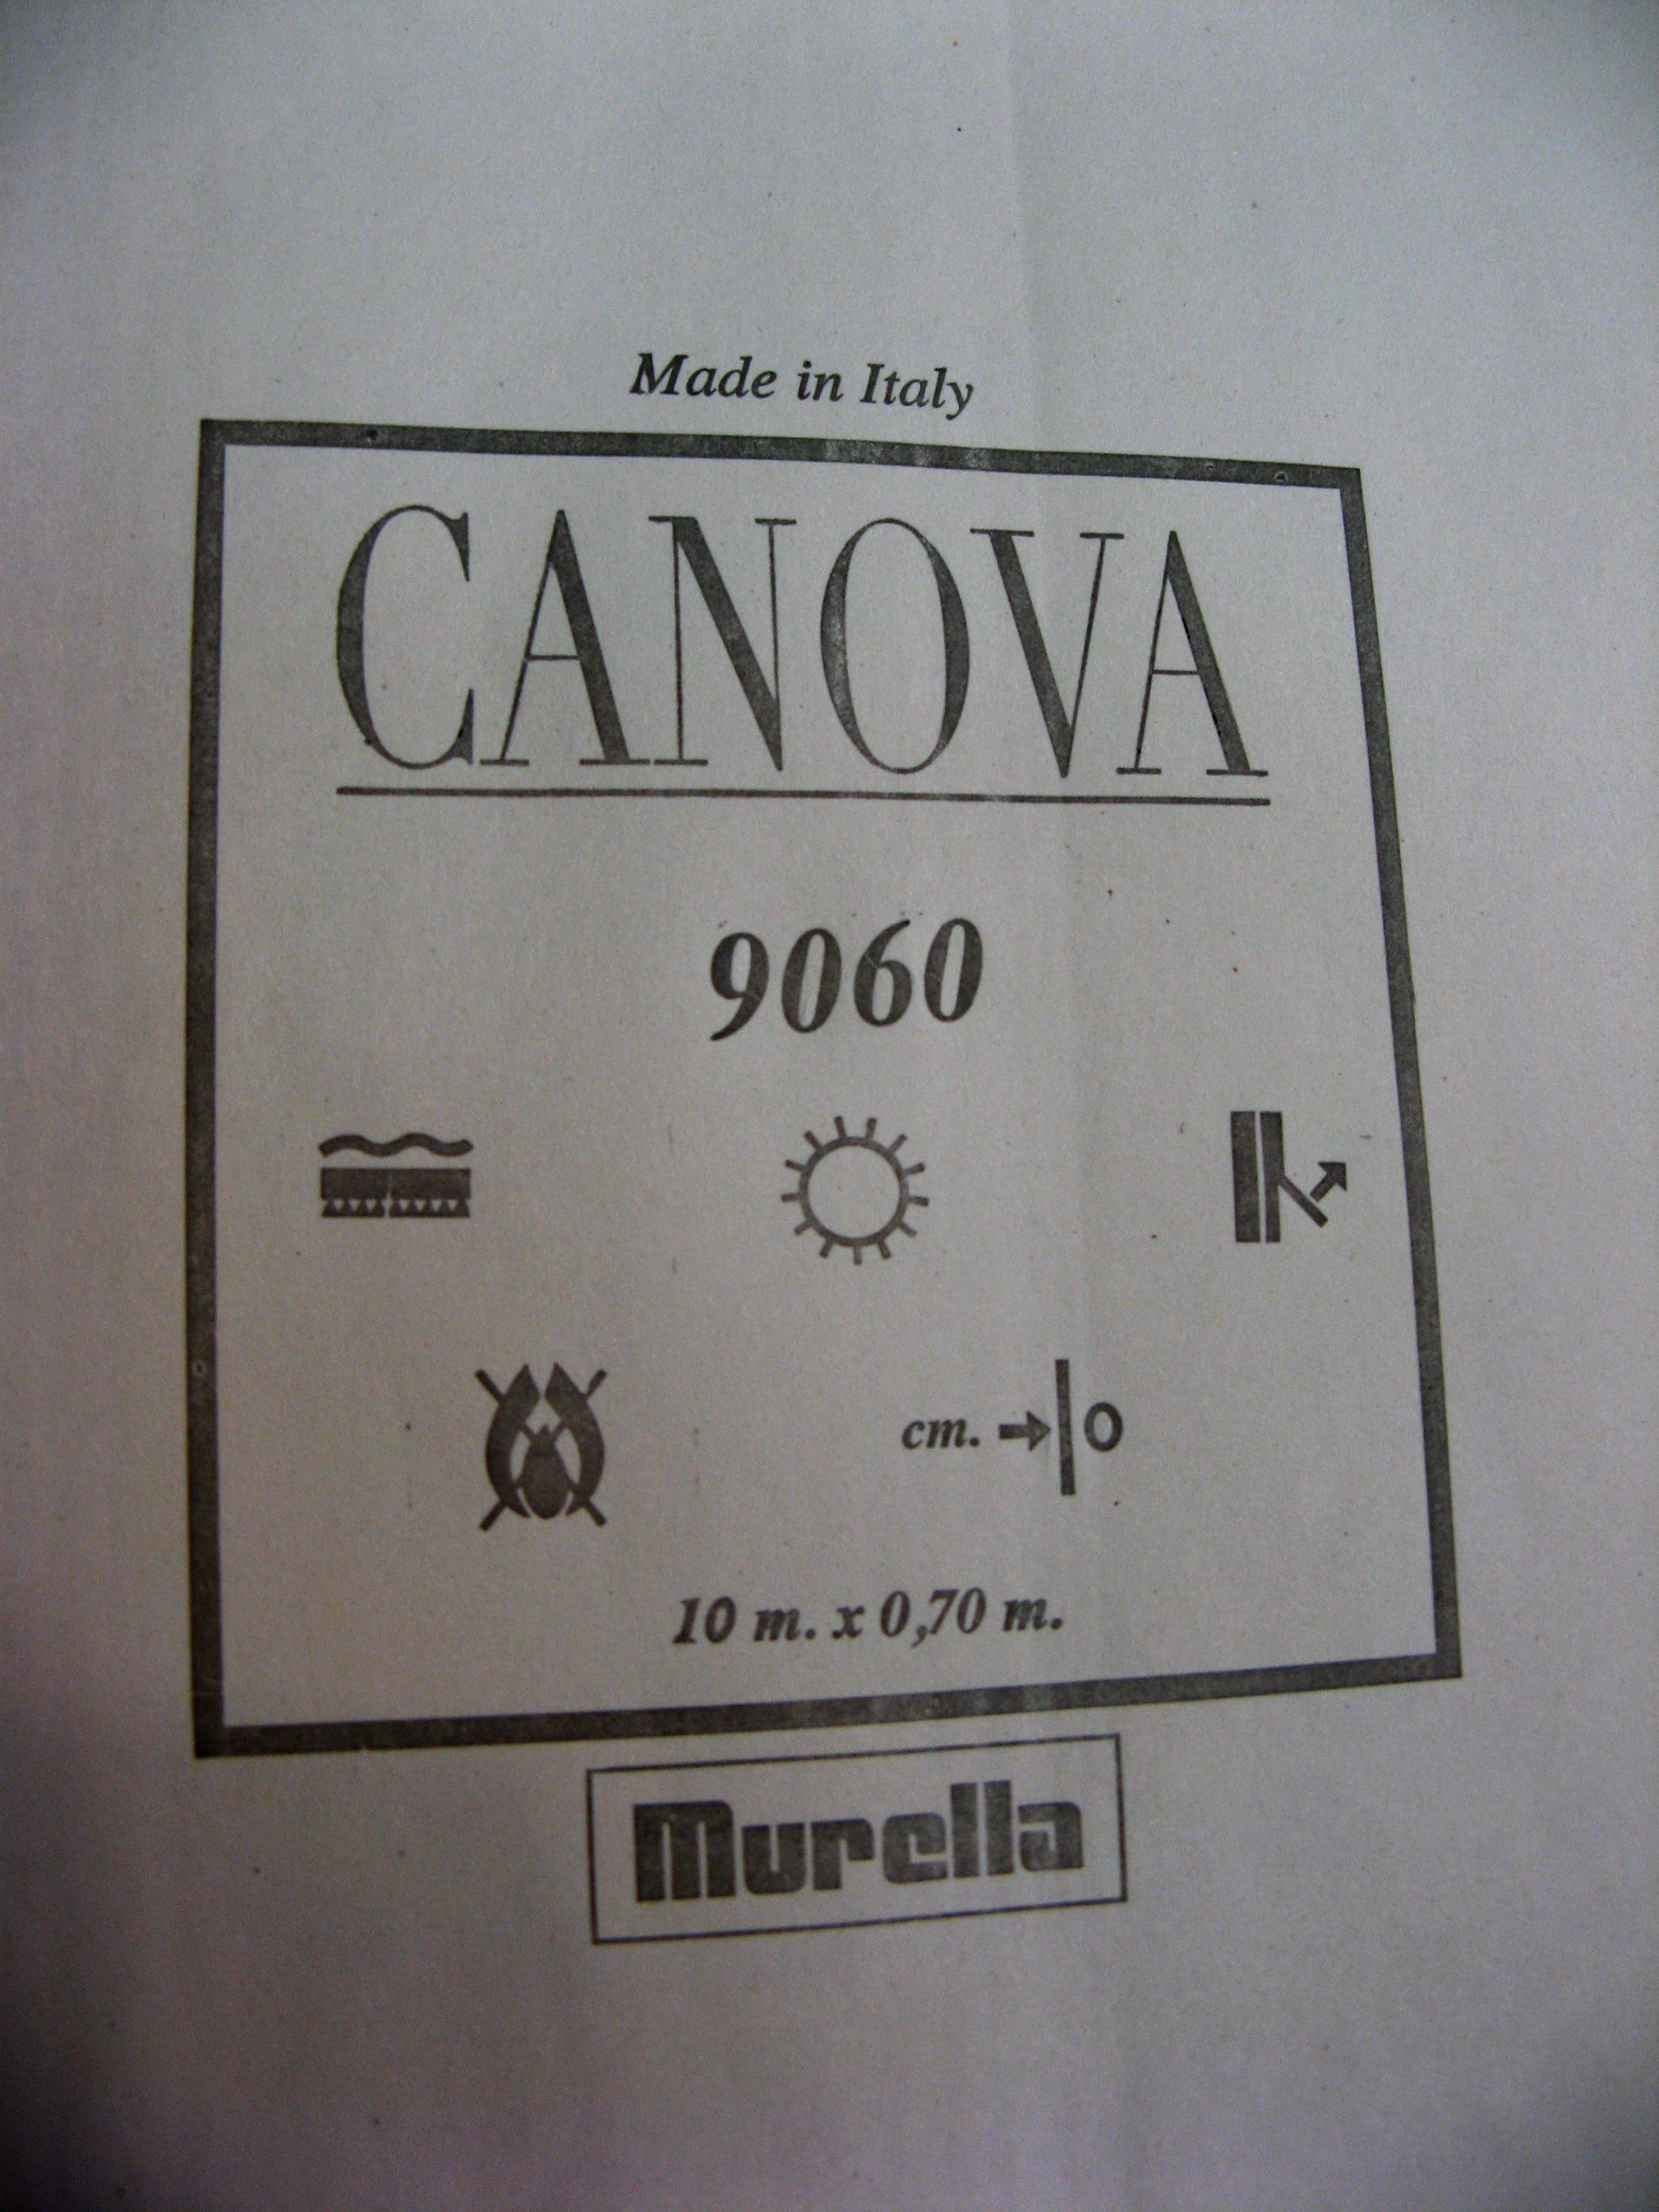 Made in Italy
CANOVA
9060
cm. →|0
10 m. x 0,70 m.
Murella